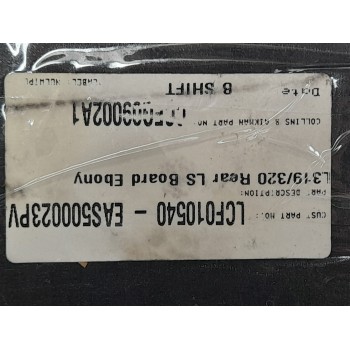 CUST PART NO.:
LCF010540 - EAS500023PV
PART DESCRIPTION:
L319/320 Rear LS Board Ebony
COLLINS & AIKMAN PART NO
Date
B SHIFT